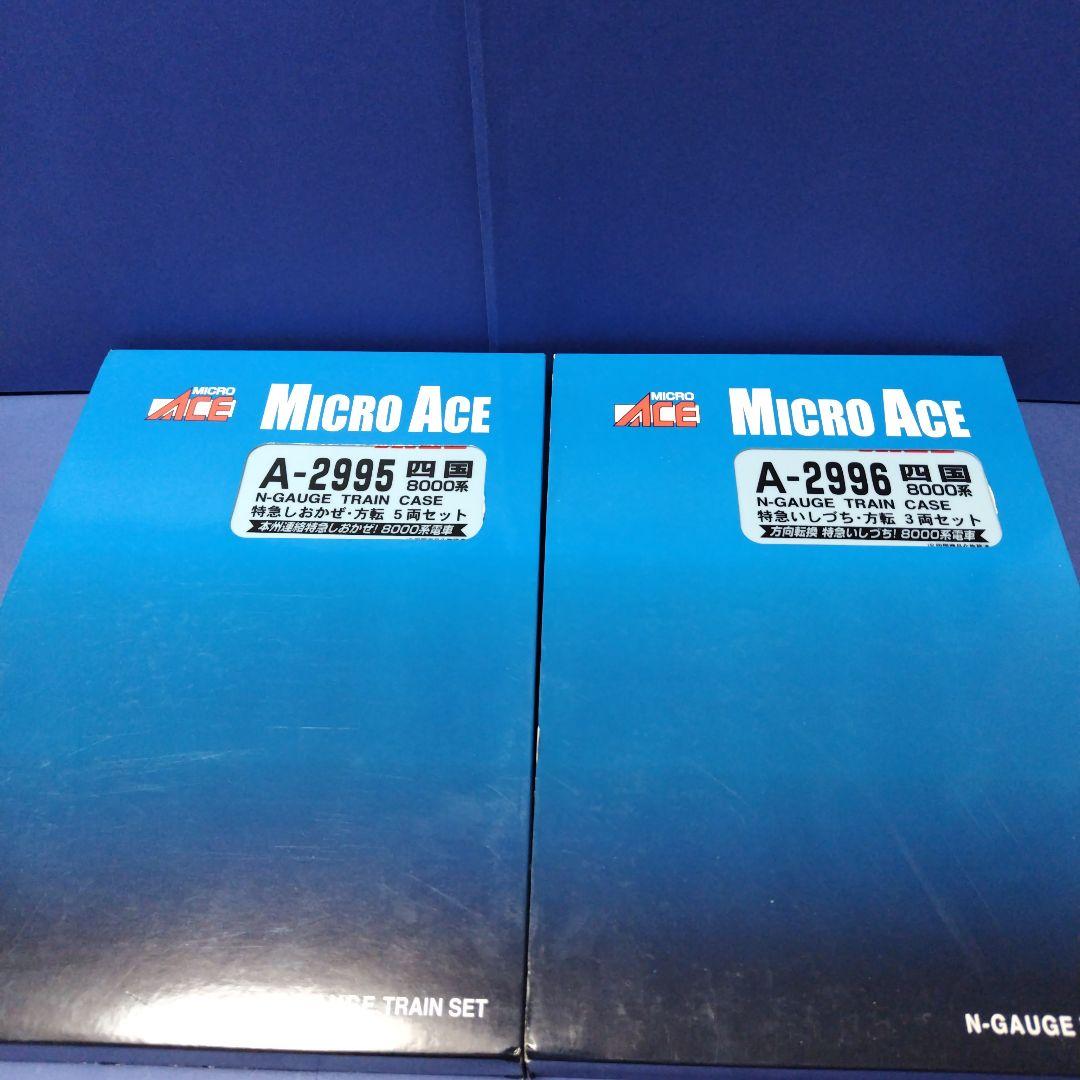 MICRO
ACE
MICRO ACE
A-2995 四国
8000系
N-GAUGE TRAIN CASE
特急しおかぜ・方転 5両セット
本州連絡特急しおかぜ! 8000系電車
TRAIN SET
MICRO
ACE
MICRO ACE
A-2996 四国
8000系
N-GAUGE TRAIN CASE
特急いしづち・方転 3両セット
方向転換 特急いしづち! 8000系電車
N-GAUGE